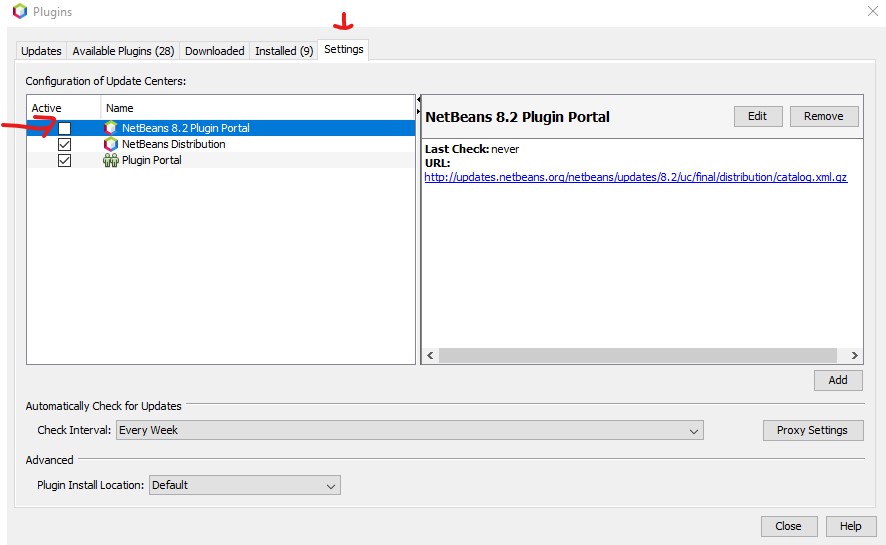 Plugins
Updates Available Plugins (28) Downloaded Installed (9) Settings
Configuration of Update Centers:
Active Name
NetBeans 8.2 Plugin Portal
NetBeans Distribution
Plugin Portal
NetBeans 8.2 Plugin Portal Edit Remove
Last Check: never
URL:
http://updates.netbeans.org/netbeans/updates/8.2/uc/final/distribution/catalog.xml.gz
Add
Automatically Check for Updates
Check Interval: Every Week Proxy Settings
Advanced
Plugin Install Location: Default
Close Help